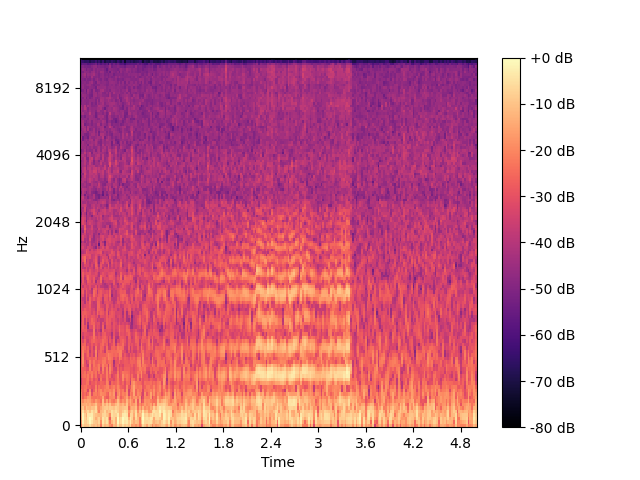 +0 dB
8192
-10 dB
4096
-20 dB
-30 dB
2048
-40 dB
Hz
1024
-50 dB
-60 dB
512
-70 dB
0
-80 dB
0 0.6 1.2 1.8 2.4 3 3.6 4.2 4.8
Time